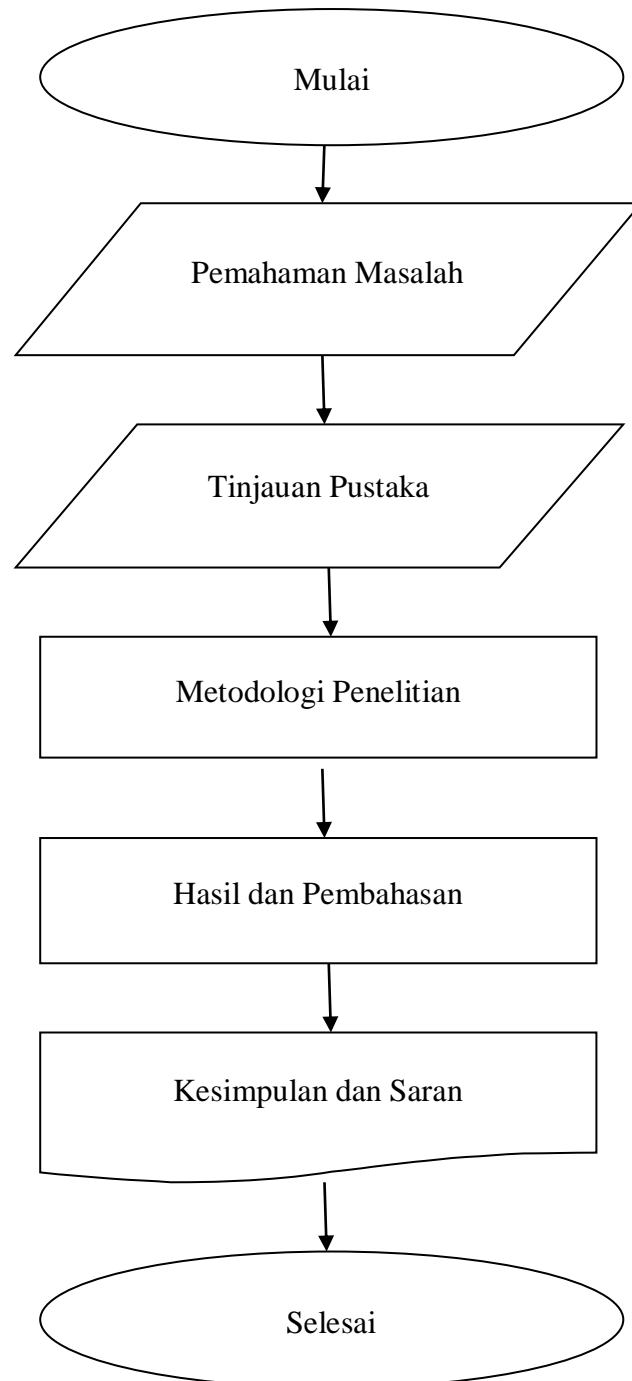 Mulai
Pemahaman Masalah
Tinjauan Pustaka
Metodologi Penelitian
Hasil dan Pembahasan
Kesimpulan dan Saran
Selesai